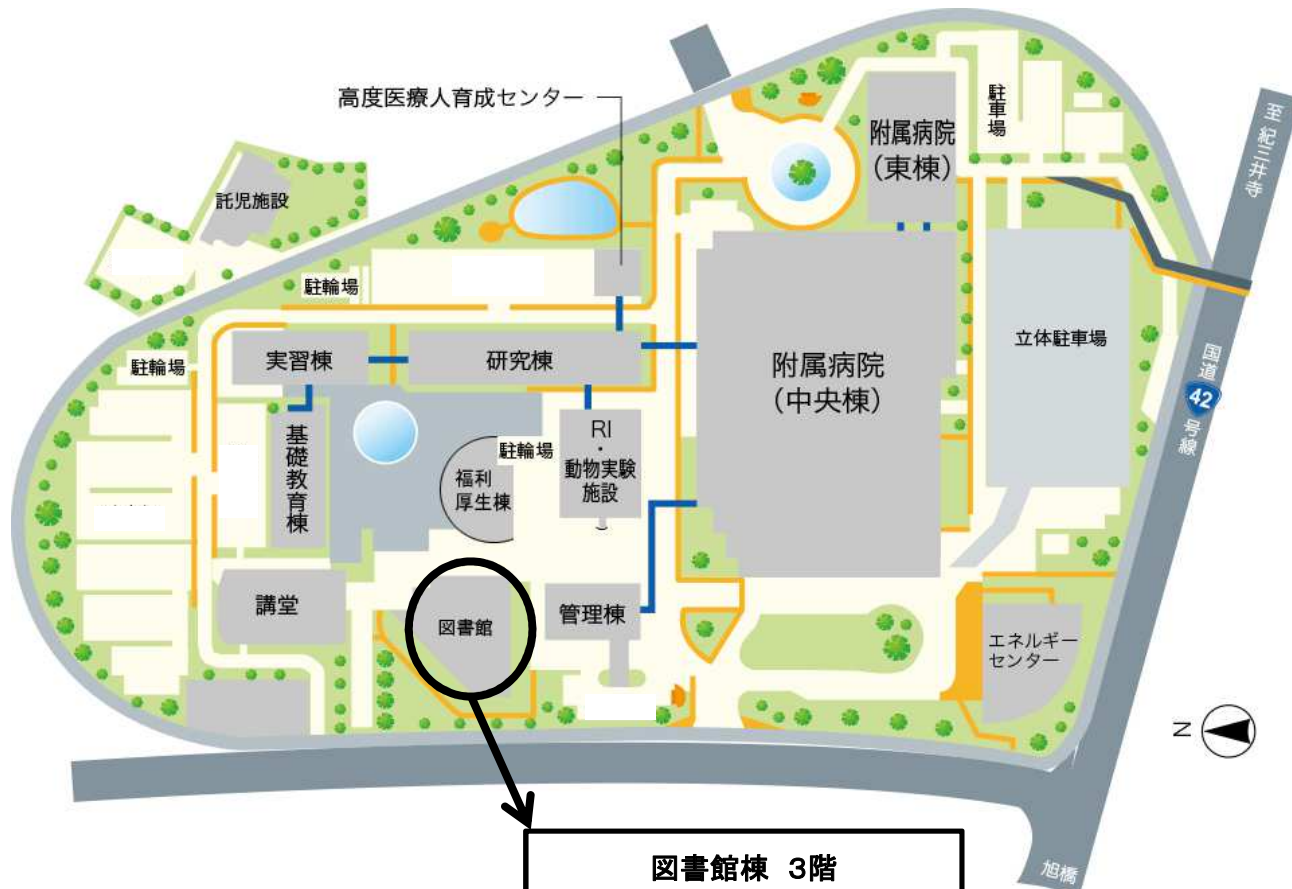 高度医療人育成センター
駐車場
附属病院
(東棟)
至 紀三井寺
託児施設
駐輪場
駐輪場
実習棟
研究棟
附属病院
(中央棟)
立体駐車場
国道
42
号線
基礎教育棟
福利
厚生棟
駐輪場
RI
・
動物実験
施設
講堂
図書館
管理棟
エネルギー
センター
N
図書館棟 3階
旭橋